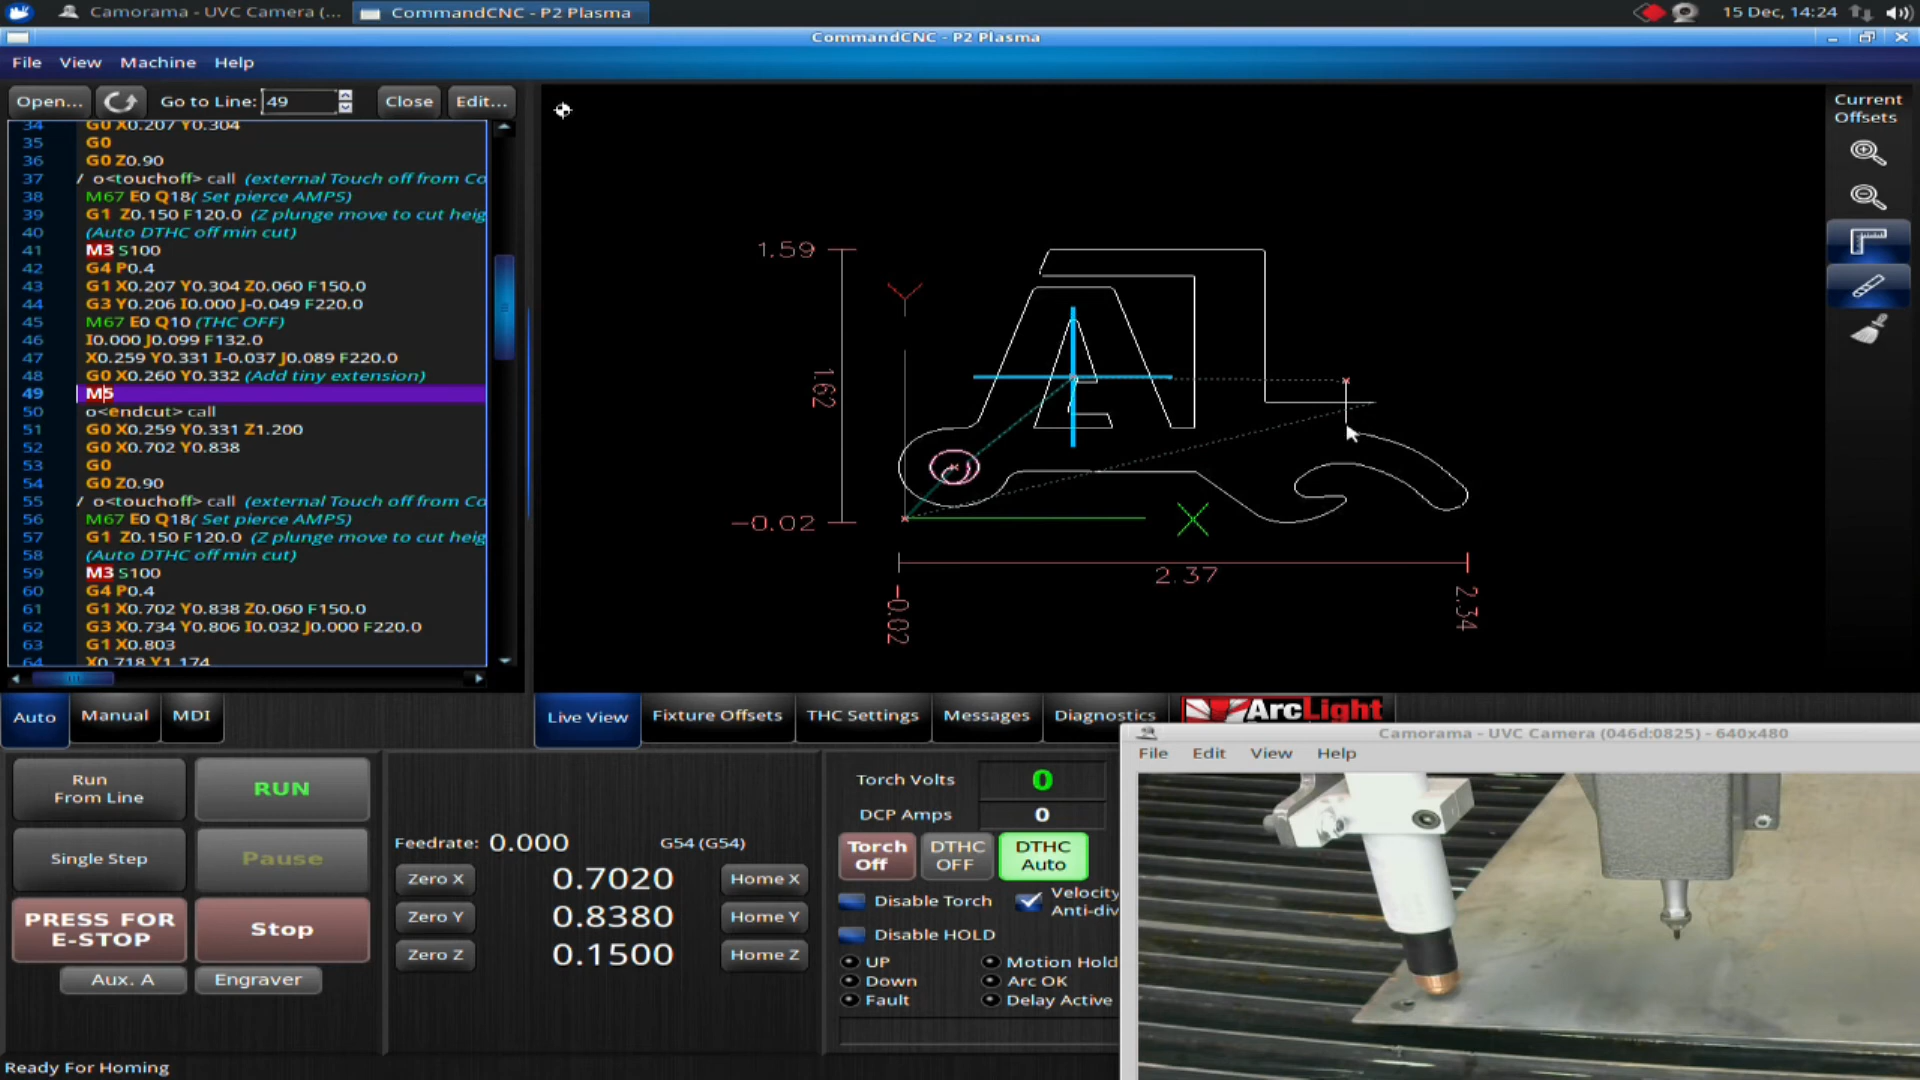 Camorama - UVC Camera (...
CommandCNC - P2 Plasma
15 Dec, 14:24
CommandCNC - P2 Plasma
File View Machine Help
Open... Go to Line: 49 Close Edit...
34 G0 X0.207 Y0.304
35 G0
36 G0 Z0.90
37 / o<touchoff> call (external Touch off from Co
38 M67 E0 Q18( Set pierce AMPS)
39 G1 Z0.150 F120.0 (Z plunge move to cut heig
40 (Auto DTHC off min cut)
41 M3 S100
42 G4 P0.4
43 G1 X0.207 Y0.304 Z0.060 F150.0
44 G3 Y0.206 I0.000 J-0.049 F220.0
45 M67 E0 Q10 (THC OFF)
46 I0.000 J0.099 F132.0
47 X0.259 Y0.331 I-0.037 J0.089 F220.0
48 G0 X0.260 Y0.332 (Add tiny extension)
49 M5
50 o<endcut> call
51 G0 X0.259 Y0.331 Z1.200
52 G0 X0.702 Y0.838
53 G0
54 G0 Z0.90
55 / o<touchoff> call (external Touch off from Co
56 M67 E0 Q18( Set pierce AMPS)
57 G1 Z0.150 F120.0 (Z plunge move to cut heig
58 (Auto DTHC off min cut)
59 M3 S100
60 G4 P0.4
61 G1 X0.702 Y0.838 Z0.060 F150.0
62 G3 X0.734 Y0.806 I0.032 J0.000 F220.0
63 G1 X0.803
64 X0.718 Y1.174
1.59
Y
1.62
-0.02
X
2.37
-0.02
2.34
Current
Offsets
Auto Manual MDI
Live View Fixture Offsets THC Settings Messages Diagnostics ArcLight
Run
From Line
RUN
Single Step
Pause
PRESS FOR
E-STOP
Stop
Aux. A Engraver
Feedrate: 0.000 G54 (G54)
Zero X 0.7020 Home X
Zero Y 0.8380 Home Y
Zero Z 0.1500 Home Z
Torch Volts 0
DCP Amps 0
Torch
Off
DTHC
OFF
DTHC
Auto
Disable Torch
Velocity
Anti-div
Disable HOLD
UP Motion Hold
Down Arc OK
Fault Delay Active
Camorama - UVC Camera (046d:0825) - 640x480
File Edit View Help
Ready For Homing